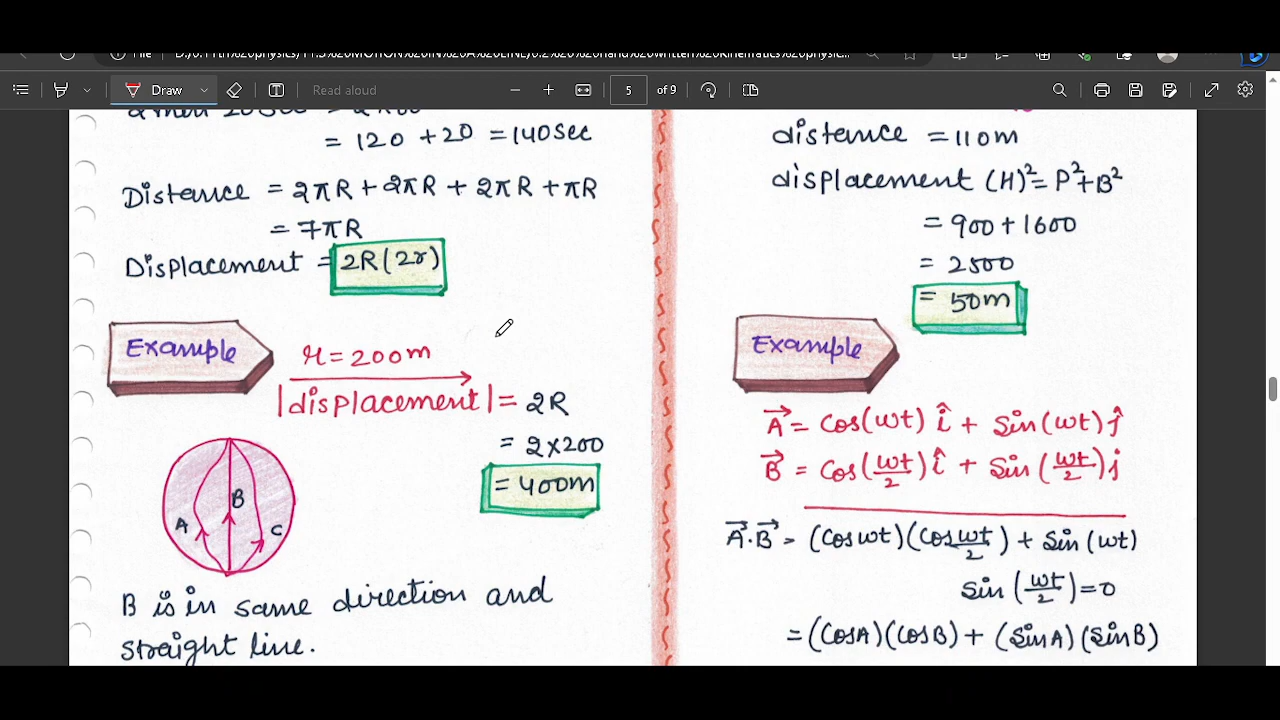 Draw
Read aloud
5 of 9
= 120 + 20 = 140 Sec
Distance = 2πR + 2πR + 2πR + πR
= 7πR
Displacement = 2R (2r)
Example
r = 200m
|displacement| = 2R
= 2×200
= 400m
A
B
C
B is in same direction and
straight line.
distance = 110m
displacement (H)² = P² + B²
= 900 + 1600
= 2500
= 50m
Example
A⃗ = Cos(ωt) î + Sin(ωt) ĵ
B⃗ = Cos(ωt/2) î + Sin(ωt/2) j
A⃗.B⃗ = (Cos ωt)(Cos ωt/2) + Sin (ωt)
Sin (ωt/2) = 0
= (CosA)(CosB) + (SinA)(SinB)